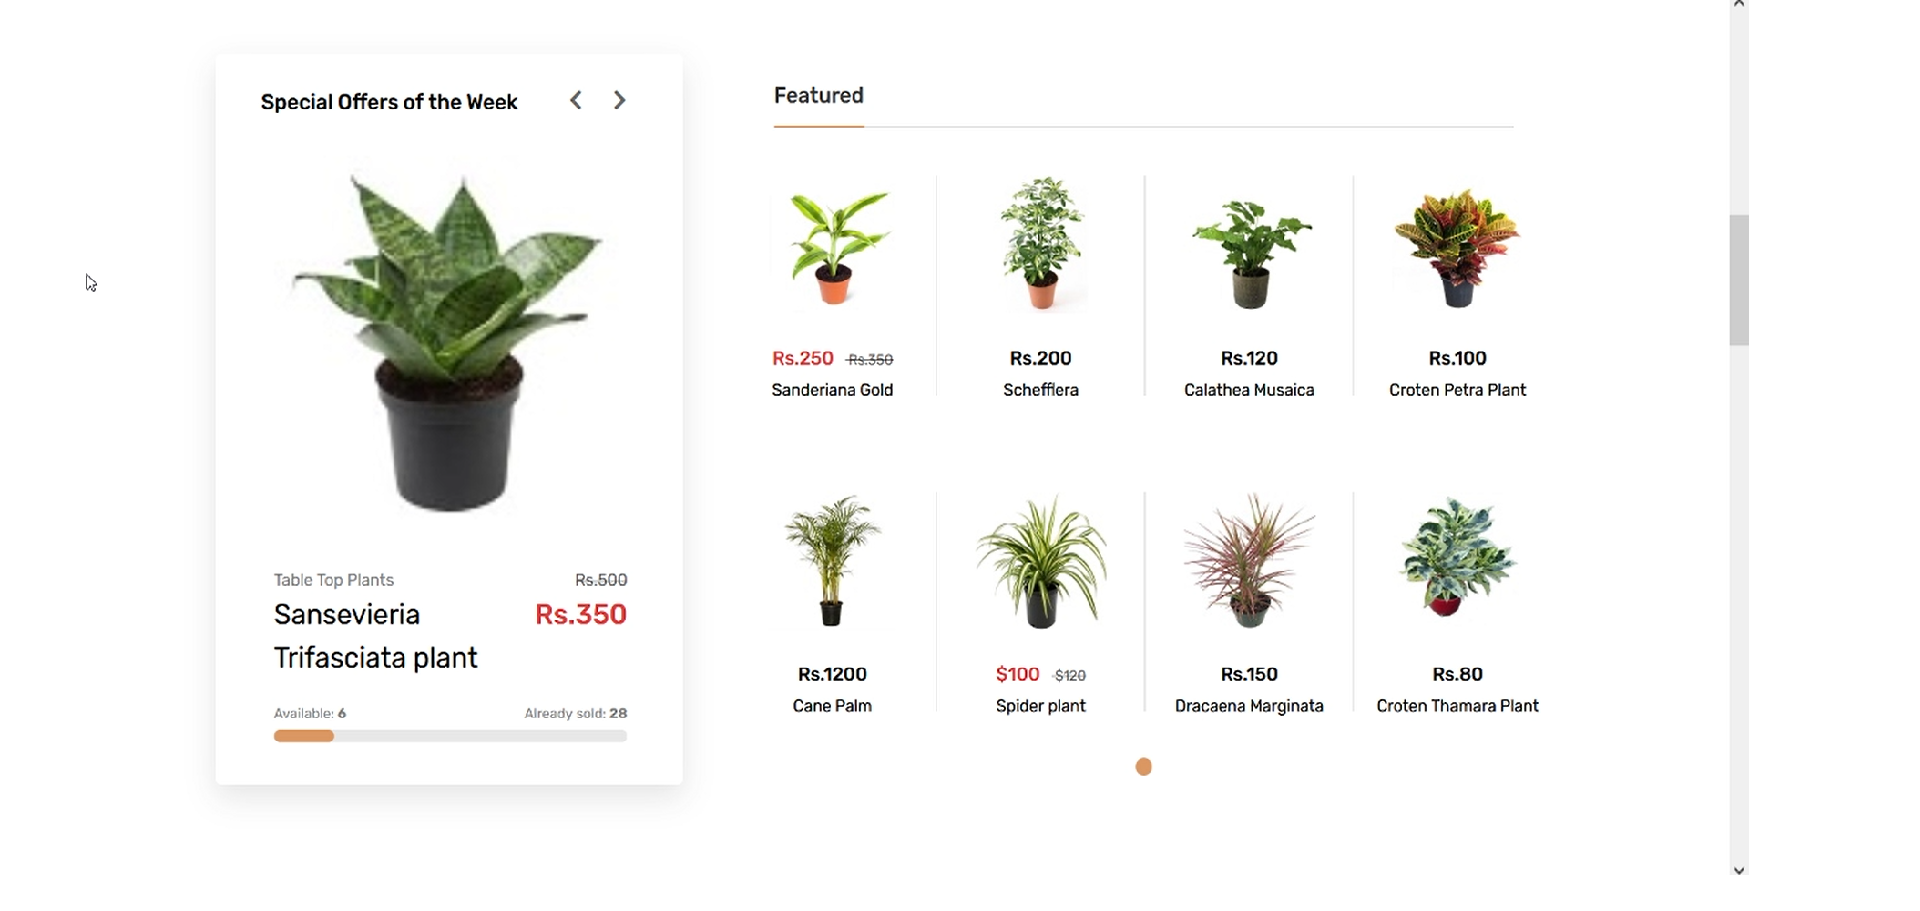 Special Offers of the Week
Table Top Plants Rs.500
Sansevieria Rs.350
Trifasciata plant
Available: 6 Already sold: 28
Featured
Rs.250 Rs.350
Sanderiana Gold
Rs.200
Schefflera
Rs.120
Calathea Musaica
Rs.100
Croten Petra Plant
Rs.1200
Cane Palm
$100 $120
Spider plant
Rs.150
Dracaena Marginata
Rs.80
Croten Thamara Plant